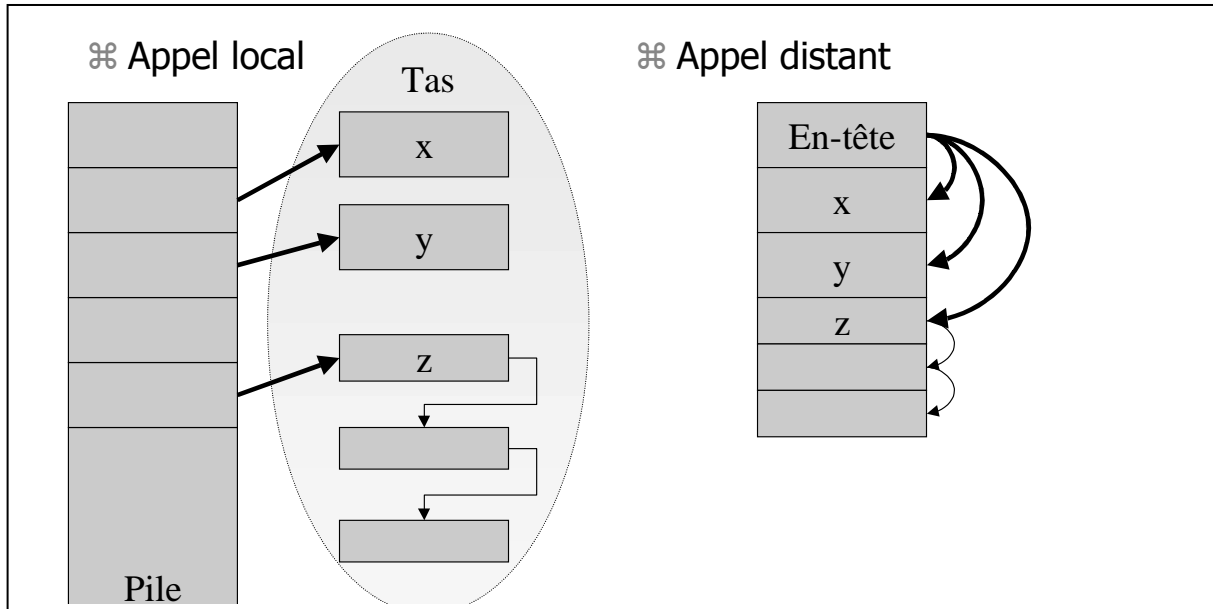 ⌘ Appel local
Tas
x
y
z
Pile
⌘ Appel distant
En-tête
x
y
z